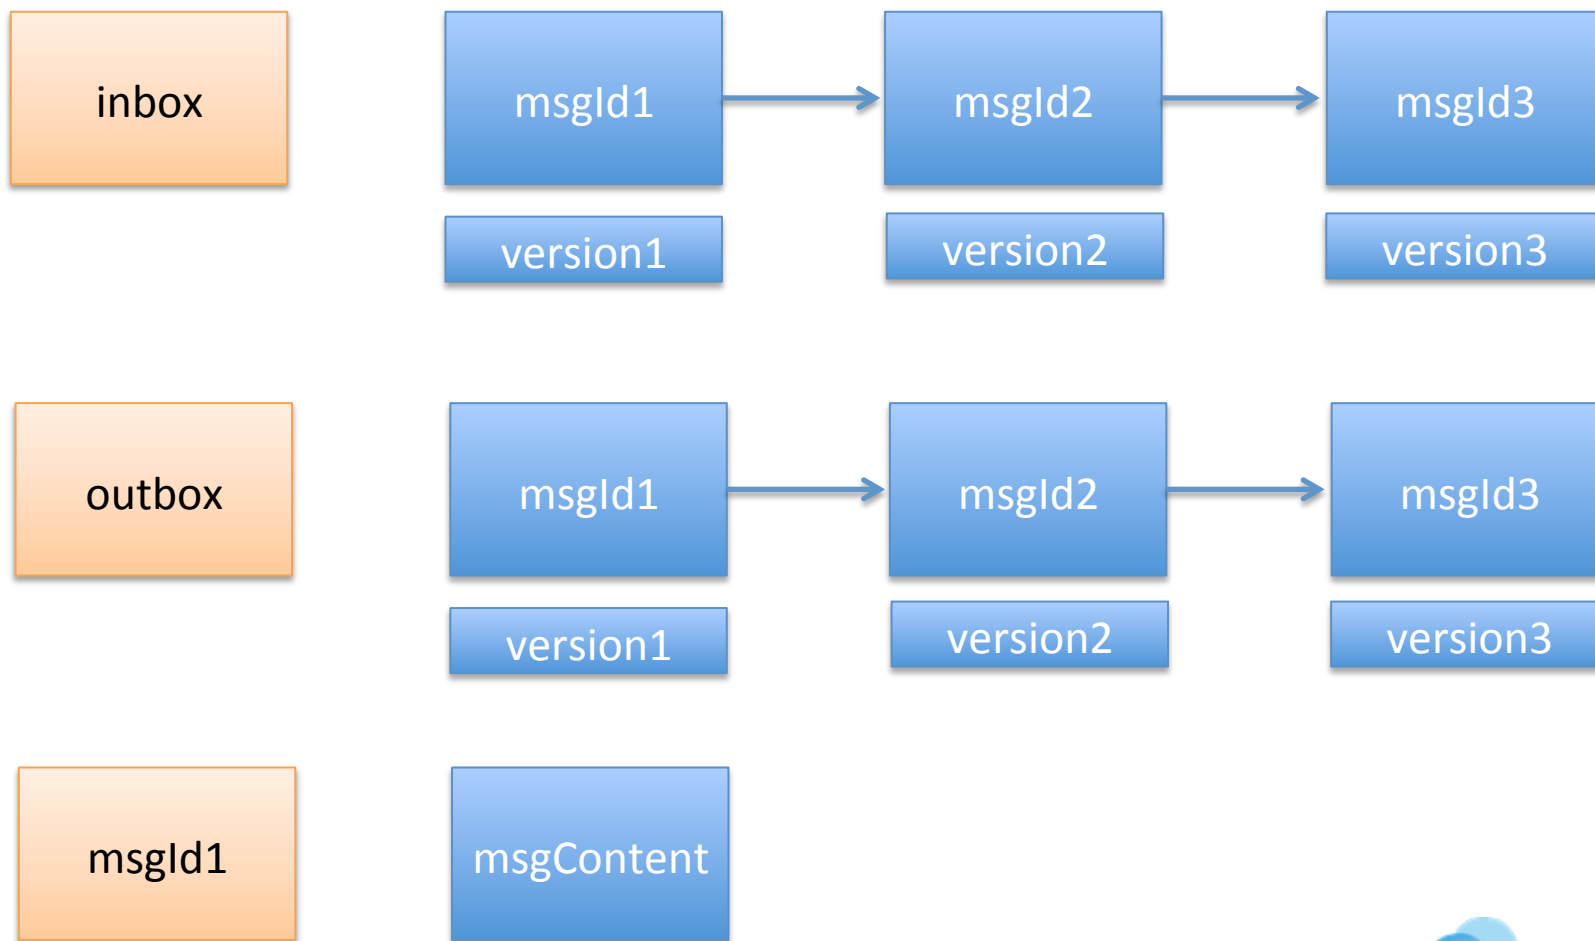 inbox
msgId1
msgId2
msgId3
version1
version2
version3
outbox
msgId1
msgId2
msgId3
version1
version2
version3
msgId1
msgContent